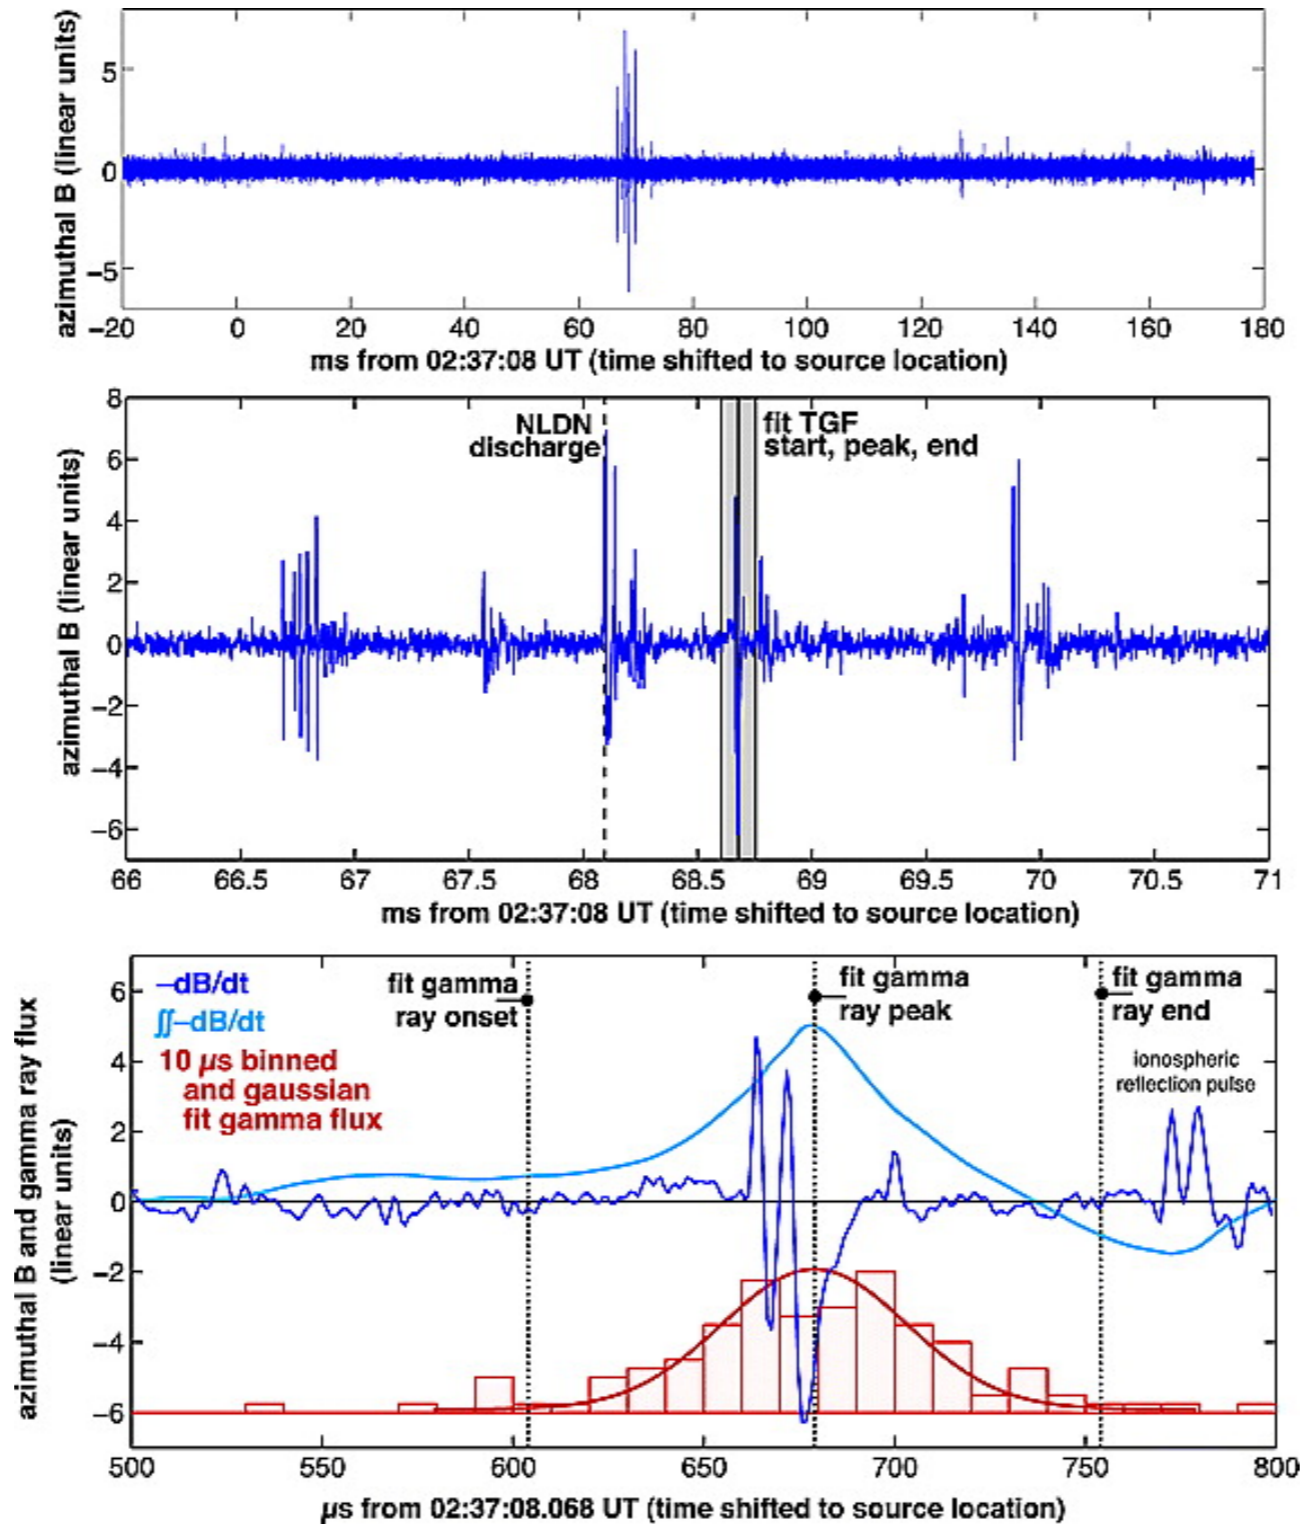 azimuthal B (linear units)
5
0
−5
−20 0 20 40 60 80 100 120 140 160 180
ms from 02:37:08 UT (time shifted to source location)
azimuthal B (linear units)
8
6
4
2
0
−2
−4
−6
NLDN
discharge
fit TGF
start, peak, end
66 66.5 67 67.5 68 68.5 69 69.5 70 70.5 71
ms from 02:37:08 UT (time shifted to source location)
azimuthal B and gamma ray flux
(linear units)
6
4
2
0
−2
−4
−6
−dB/dt
∫∫−dB/dt
10 µs binned
and gaussian
fit gamma flux
fit gamma
ray onset
fit gamma
ray peak
fit gamma
ray end
ionospheric
reflection pulse
500 550 600 650 700 750 800
µs from 02:37:08.068 UT (time shifted to source location)